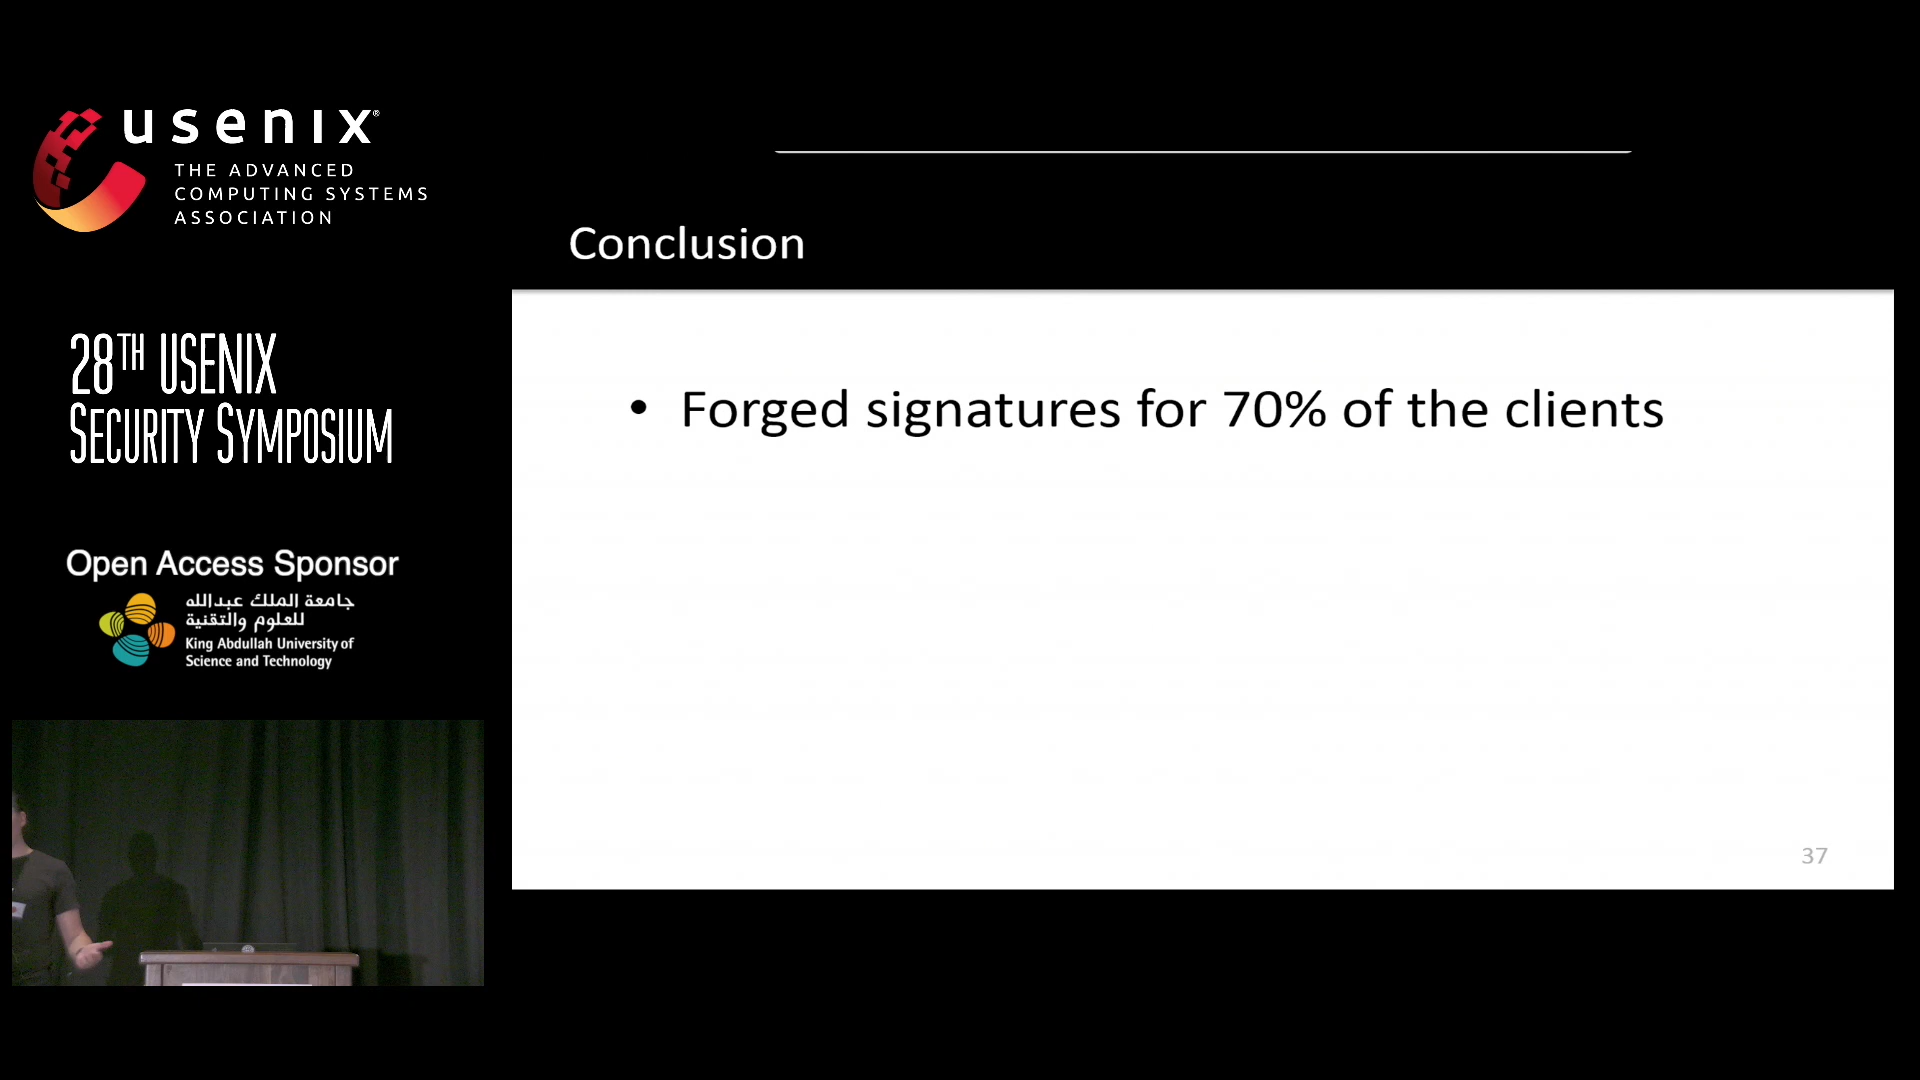 usenix®
THE ADVANCED
COMPUTING SYSTEMS
ASSOCIATION
28TH USENIX
SECURITY SYMPOSIUM
Open Access Sponsor
جامعة الملك عبدالله
للعلوم والتقنية
King Abdullah University of
Science and Technology
Conclusion
• Forged signatures for 70% of the clients
37